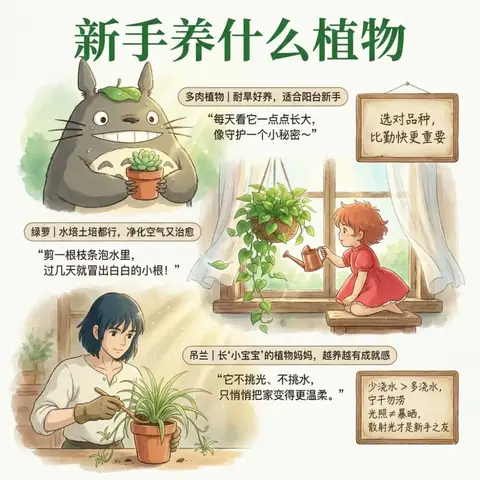 新手养什么植物
多肉植物 | 耐旱好养，适合阳台新手
“每天看它一点点长大，
像守护一个小秘密～”
选对品种，
比勤快更重要
绿萝 | 水培土培都行，净化空气又治愈
“剪一根枝条泡水里，
过几天就冒出白白的小根！”
吊兰 | 长‘小宝宝’的植物妈妈，越养越有成就感
“它不挑光、不挑水，
只悄悄把家变得更温柔。”
少浇水 > 多浇水，
宁干勿涝
光照 ≠ 暴晒，
散射光才是新手之友